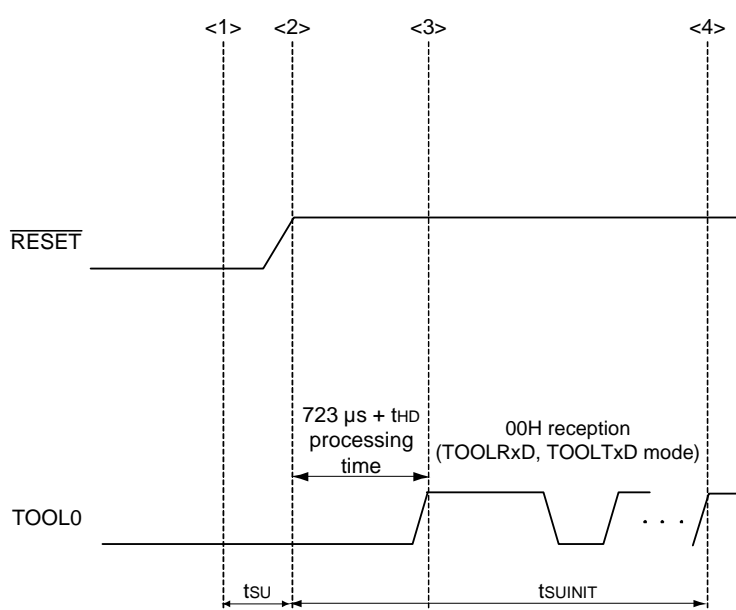 <1> <2> <3> <4>
RESET
723 µs + tHD
processing
time
00H reception
(TOOLRxD, TOOLTxD mode)
TOOL0
. . .
tSU
tSUINIT